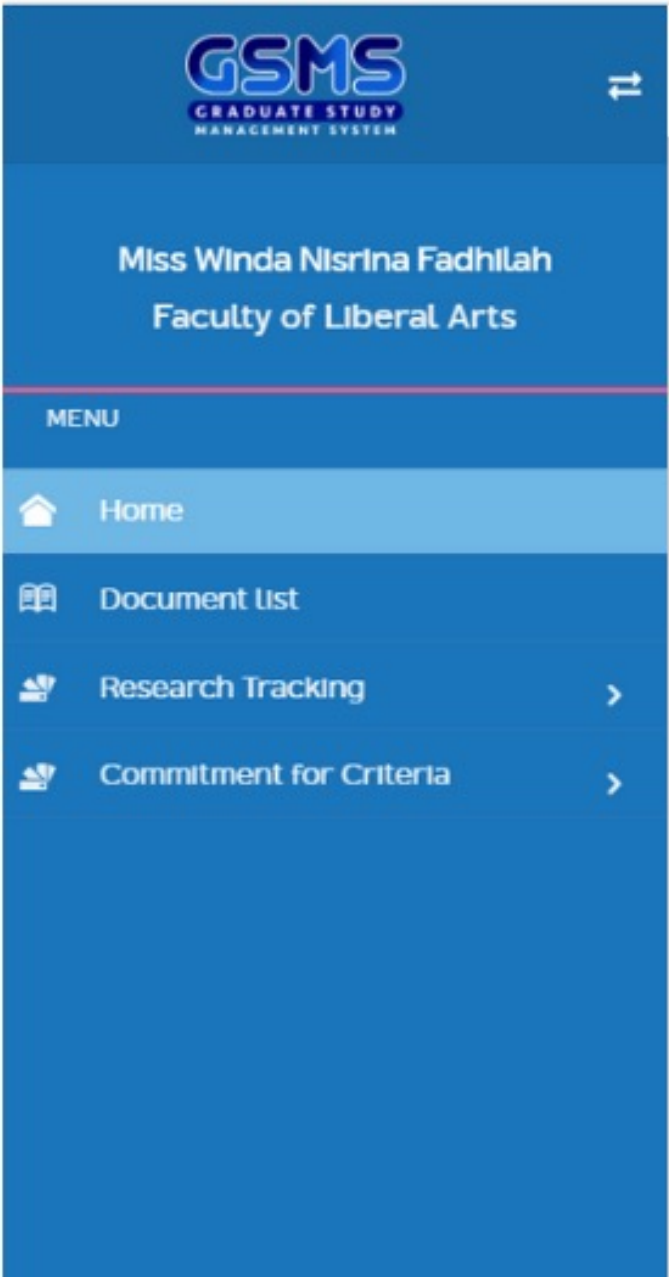 GSMS
GRADUATE STUDY
MANAGEMENT SYSTEM
Miss Winda Nisrina Fadhilah
Faculty of Liberal Arts
MENU
Home
Document list
Research Tracking
Commitment for Criteria